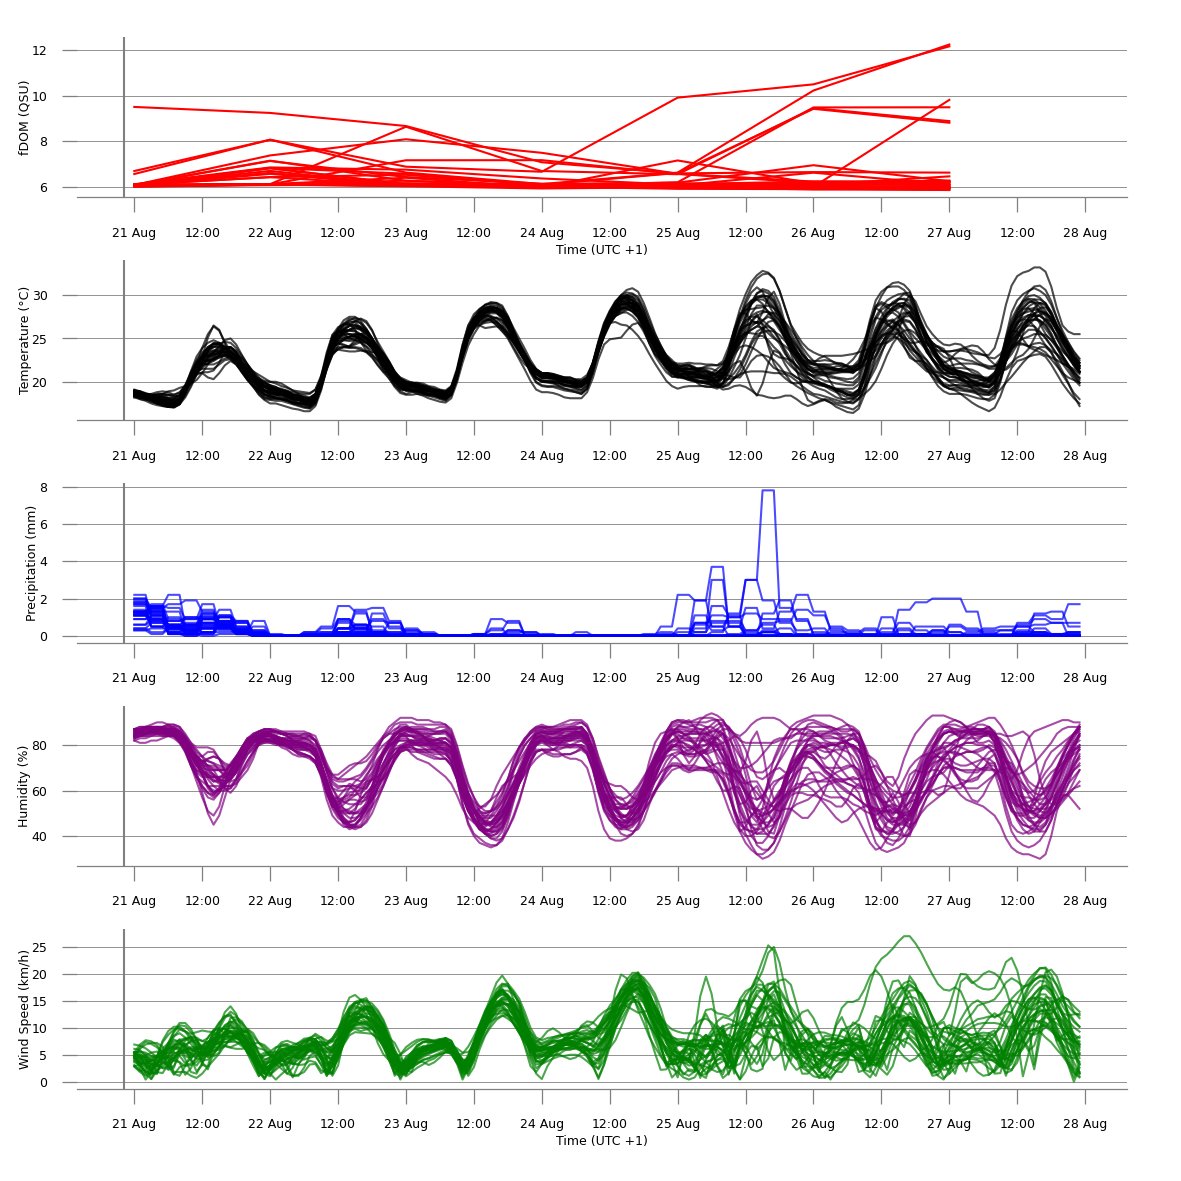 12
10
8
6
fDOM (QSU)
21 Aug 12:00 22 Aug 12:00 23 Aug 12:00 24 Aug 12:00 25 Aug 12:00 26 Aug 12:00 27 Aug 12:00 28 Aug
Time (UTC +1)
30
25
20
Temperature (°C)
21 Aug 12:00 22 Aug 12:00 23 Aug 12:00 24 Aug 12:00 25 Aug 12:00 26 Aug 12:00 27 Aug 12:00 28 Aug
8
6
4
2
0
Precipitation (mm)
21 Aug 12:00 22 Aug 12:00 23 Aug 12:00 24 Aug 12:00 25 Aug 12:00 26 Aug 12:00 27 Aug 12:00 28 Aug
80
60
40
Humidity (%)
21 Aug 12:00 22 Aug 12:00 23 Aug 12:00 24 Aug 12:00 25 Aug 12:00 26 Aug 12:00 27 Aug 12:00 28 Aug
25
20
15
10
5
0
Wind Speed (km/h)
21 Aug 12:00 22 Aug 12:00 23 Aug 12:00 24 Aug 12:00 25 Aug 12:00 26 Aug 12:00 27 Aug 12:00 28 Aug
Time (UTC +1)